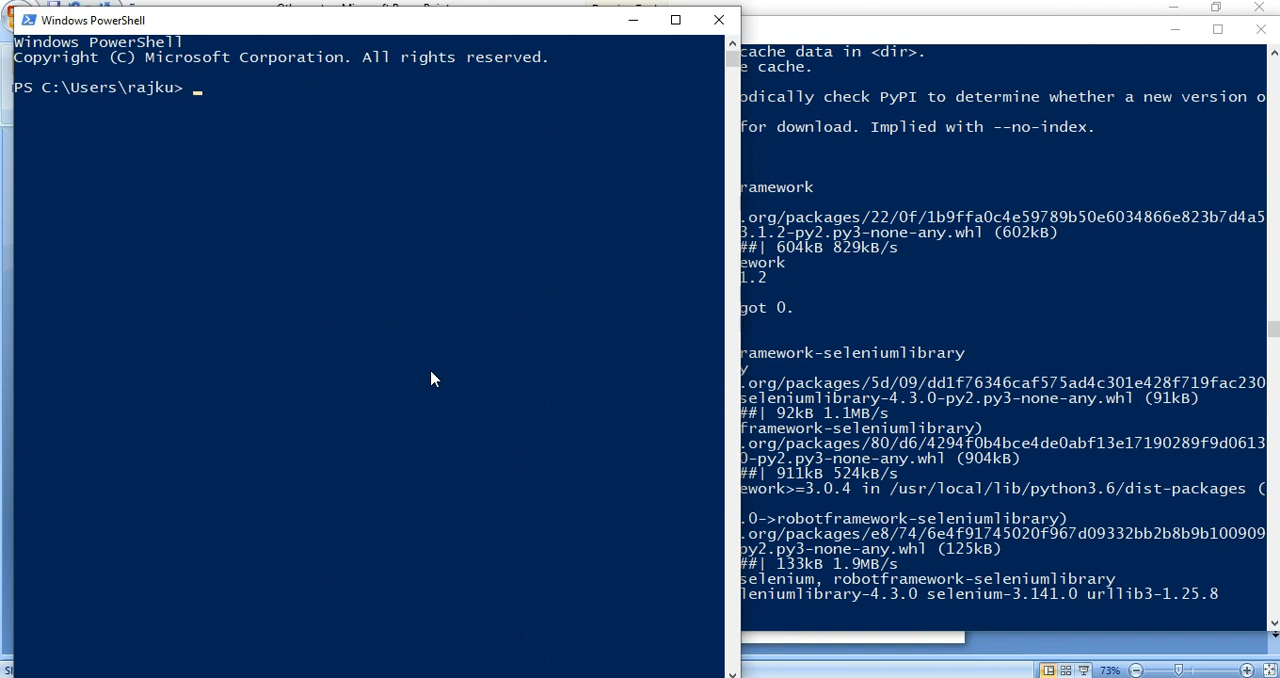 Windows PowerShell
Windows PowerShell
Copyright (C) Microsoft Corporation. All rights reserved.
PS C:\Users\rajku>
cache data in <dir>.
e cache.
odically check PyPI to determine whether a new version o
for download. Implied with --no-index.
ramework
.org/packages/22/0f/1b9ffa0c4e59789b50e6034866e823b7d4a5
3.1.2-py2.py3-none-any.whl (602kB)
##| 604kB 829kB/s
ework
1.2
got 0.
ramework-seleniumlibrary
y
.org/packages/5d/09/dd1f76346caf575ad4c301e428f719fac230
seleniumlibrary-4.3.0-py2.py3-none-any.whl (91kB)
##| 92kB 1.1MB/s
framework-seleniumlibrary)
.org/packages/80/d6/4294f0b4bce4de0abf13e17190289f9d0613
0-py2.py3-none-any.whl (904kB)
##| 911kB 524kB/s
ework>=3.0.4 in /usr/local/lib/python3.6/dist-packages (
.0->robotframework-seleniumlibrary)
.org/packages/e8/74/6e4f91745020f967d09332bb2b8b9b100909
py2.py3-none-any.whl (125kB)
##| 133kB 1.9MB/s
selenium, robotframework-seleniumlibrary
leniumlibrary-4.3.0 selenium-3.141.0 urllib3-1.25.8
73%